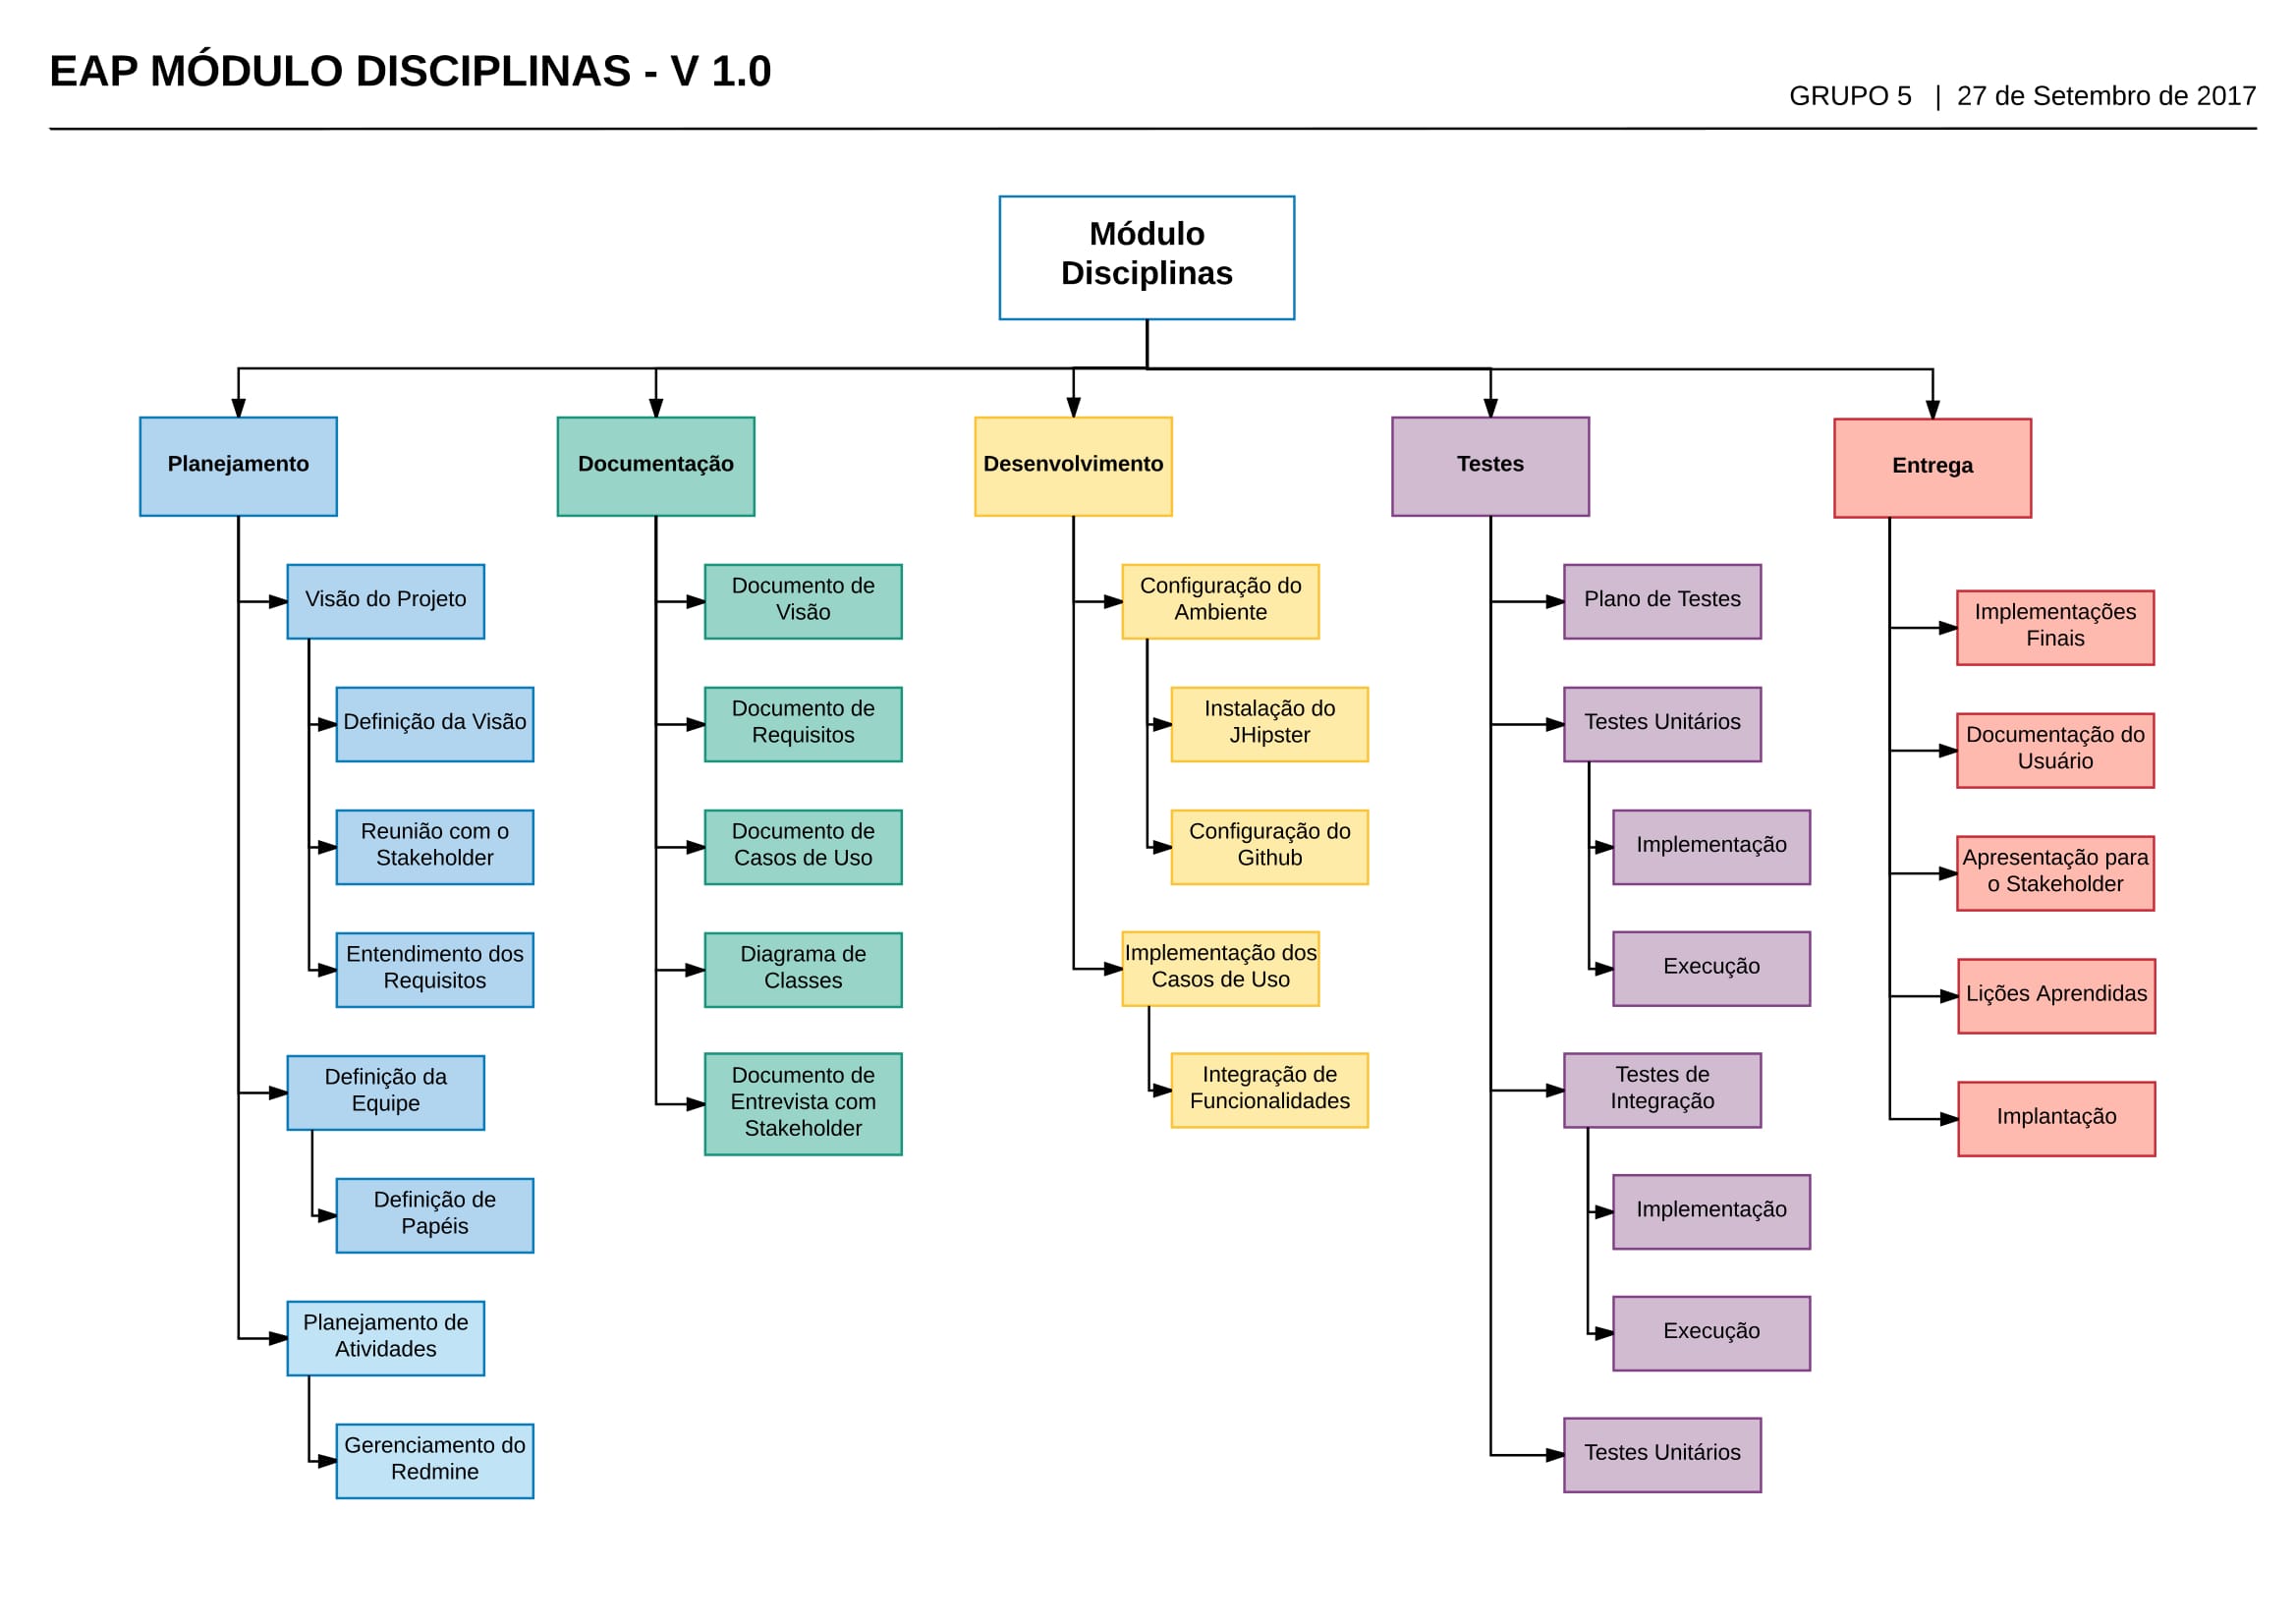 EAP MÓDULO DISCIPLINAS - V 1.0
GRUPO 5 | 27 de Setembro de 2017
Módulo
Disciplinas
Planejamento
Visão do Projeto
Definição da Visão
Reunião com o
Stakeholder
Entendimento dos
Requisitos
Definição da
Equipe
Definição de
Papéis
Planejamento de
Atividades
Gerenciamento do
Redmine
Documentação
Documento de
Visão
Documento de
Requisitos
Documento de
Casos de Uso
Diagrama de
Classes
Documento de
Entrevista com
Stakeholder
Desenvolvimento
Configuração do
Ambiente
Instalação do
JHipster
Configuração do
Github
Implementação dos
Casos de Uso
Integração de
Funcionalidades
Testes
Plano de Testes
Testes Unitários
Implementação
Execução
Testes de
Integração
Implementação
Execução
Testes Unitários
Entrega
Implementações
Finais
Documentação do
Usuário
Apresentação para
o Stakeholder
Lições Aprendidas
Implantação